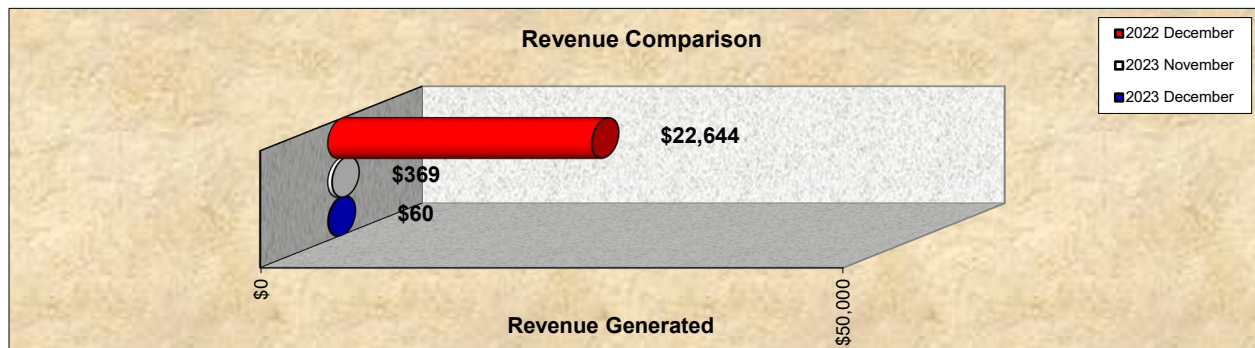 Revenue Comparison
2022 December
2023 November
2023 December
$22,644
$369
$60
$0
$50,000
Revenue Generated